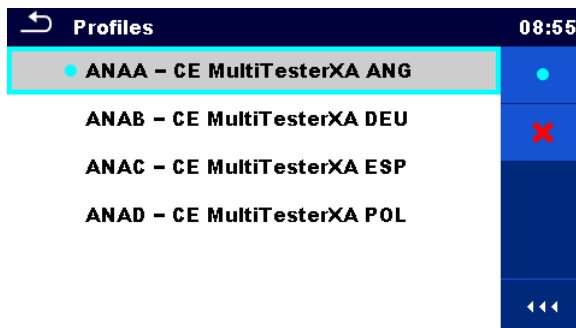 Profiles 08:55
ANAA – CE MultiTesterXA ANG
ANAB – CE MultiTesterXA DEU
ANAC – CE MultiTesterXA ESP
ANAD – CE MultiTesterXA POL